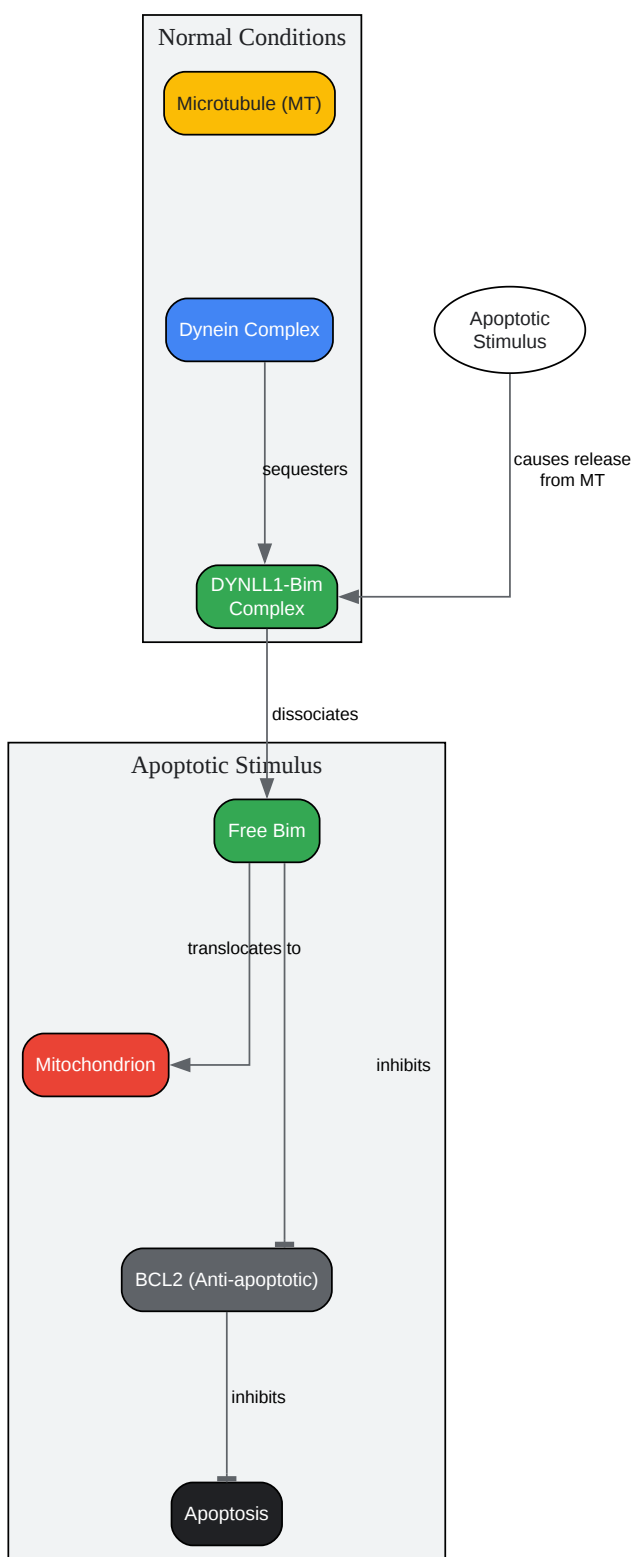 Normal Conditions
Microtubule (MT)
Dynein Complex
Apoptotic
Stimulus
causes release
from MT
sequesters
DYNLL1-Bim
Complex
dissociates
Apoptotic Stimulus
Free Bim
translocates to
Mitochondrion
inhibits
BCL2 (Anti-apoptotic)
inhibits
Apoptosis